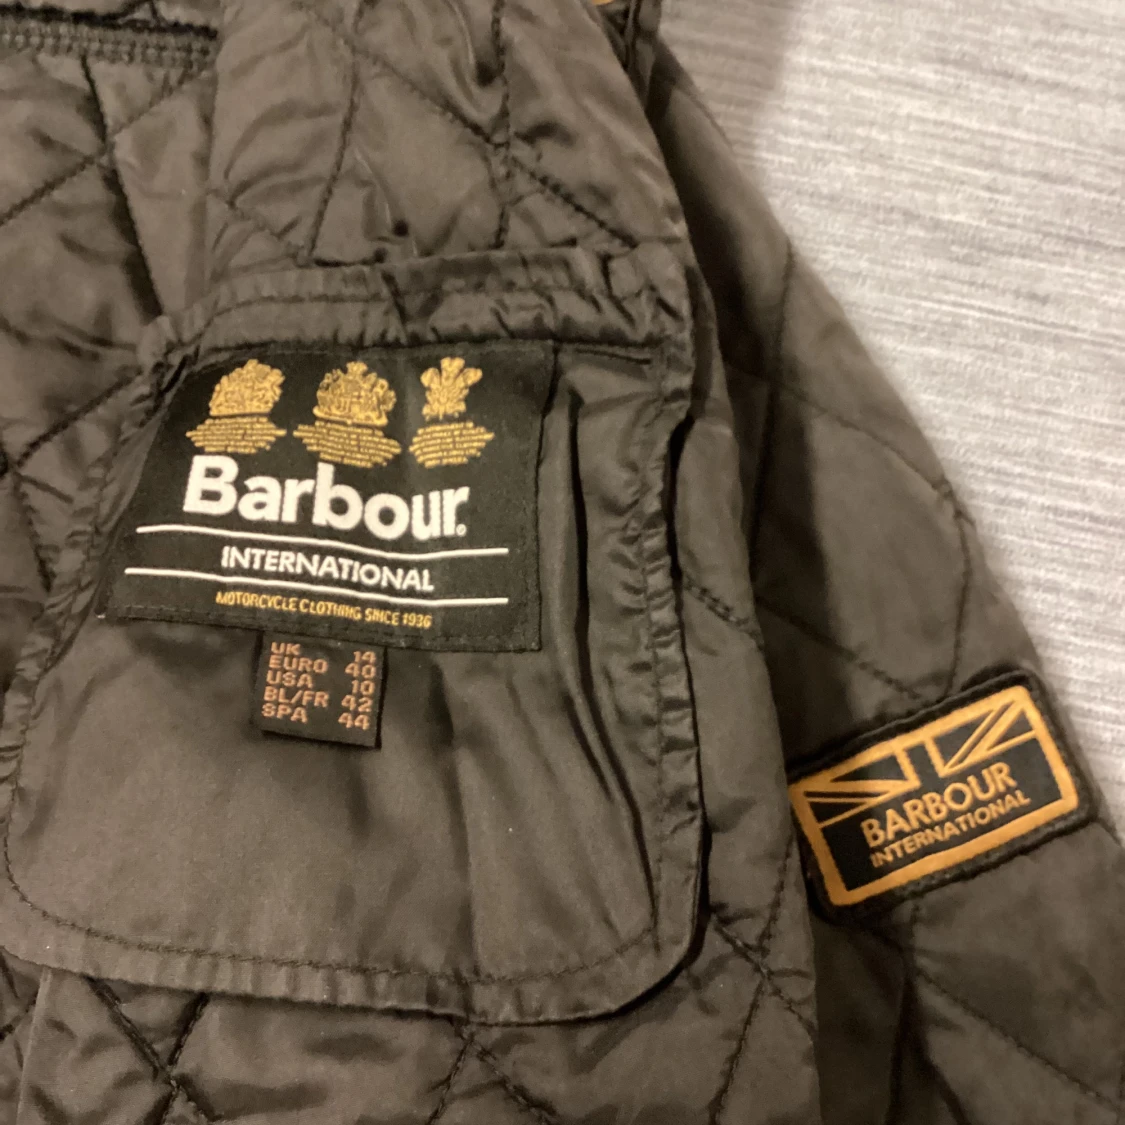 Barbour
INTERNATIONAL
MOTORCYCLE CLOTHING SINCE 1936
UK 14
EURO 40
USA 10
BL/FR 42
SPA 44
BARBOUR
INTERNATIONAL